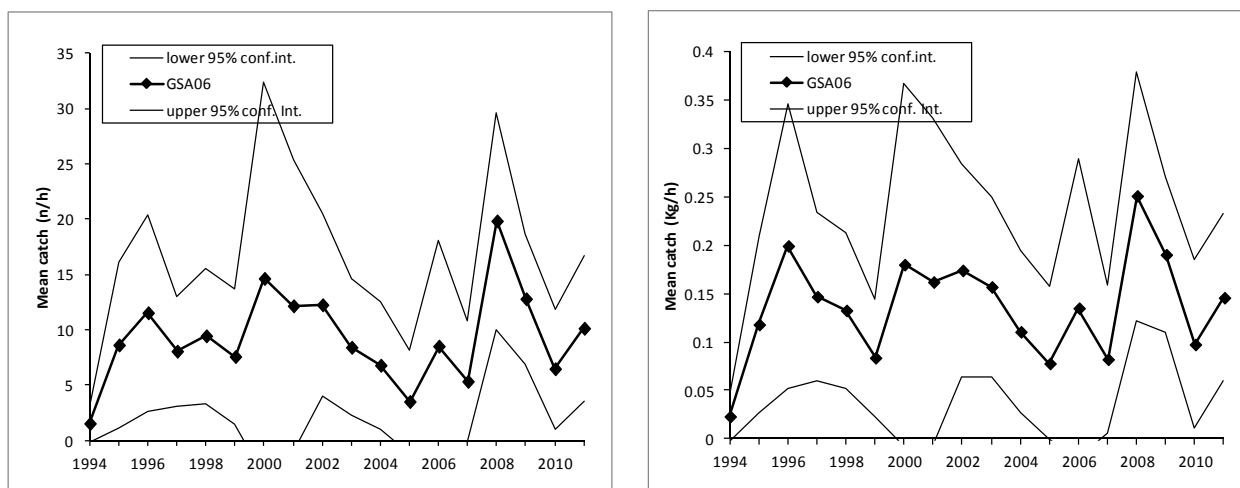 35
30
25
20
15
10
5
0
Mean catch (n/h)
lower 95% conf.int.
GSA06
upper 95% conf. Int.
1994 1996 1998 2000 2002 2004 2006 2008 2010
0.4
0.35
0.3
0.25
0.2
0.15
0.1
0.05
0
Mean catch (Kg/h)
lower 95% conf.int.
GSA06
upper 95% conf. Int.
1994 1996 1998 2000 2002 2004 2006 2008 2010